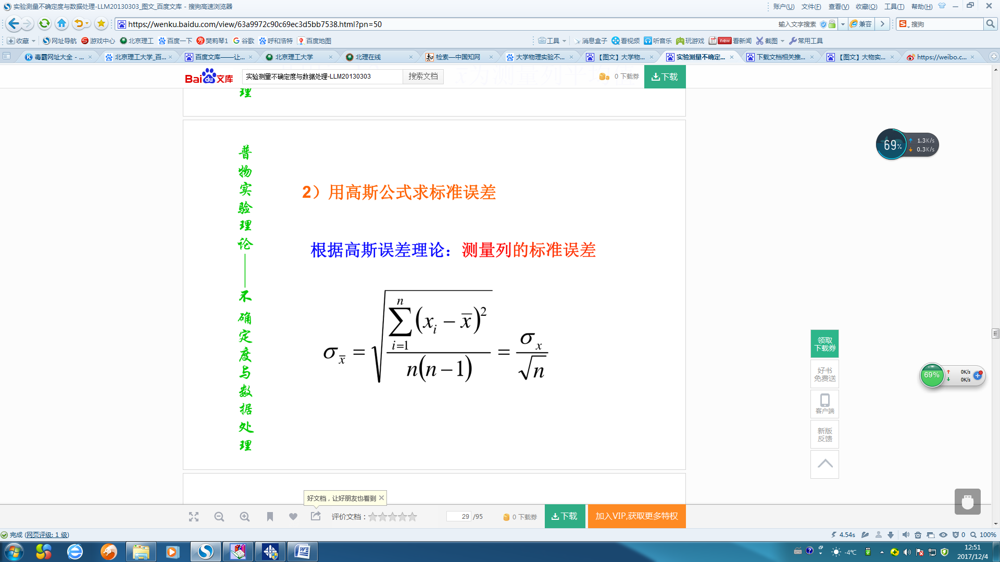 实验测量不确定度与数据处理-LLM20130303_图文_百度文库 - 搜狗高速浏览器
账户(U) 文件(F) 查看(V) 收藏(O) 工具(T) 帮助(H)
https://wenku.baidu.com/view/63a9972c90c69ec3d5bb7538.html?pn=50
输入文字搜索 兼容 搜狗
收藏 网址导航 游戏中心 北京理工 百度一下 樊莉琴1 谷歌 呼和浩特 百度地图 工具 消息盒子 看视频 听音乐 玩游戏 new 看新闻 截图 常用工具
毒霸网址大全 - ... 北京理工大学_百... 百度文库——让... 北京理工大学 北理在线 检索—中国知网 大学物理实验不... 【图文】大学物... 实验测量不确定... 下载文档相关推... 【图文】大物实... https://weibo.c...
Bai du 文库 实验测量不确定度与数据处理-LLM20130303 搜索文档 x为测量列平均值 0 下载券 下载
理
69% 1.3K/s
0.3K/s
普物实验理论——不确定度与数据处理
2）用高斯公式求标准误差
根据高斯误差理论：测量列的标准误差
σ_x̄ = √(∑_{i=1}^{n}(x_i − x̄)² / n(n−1)) = σ_x / √n
领取
下载券
好书
免费送
客户端
新版
反馈
69% 0K/s
0K/s
好文档，让好朋友也看到
评价文档： 29 /95 0 下载券 下载 加入VIP,获取更多特权
完成 (网页评级: 1 级) 4.54s 0 100%
-4℃ 12:51
2017/12/4